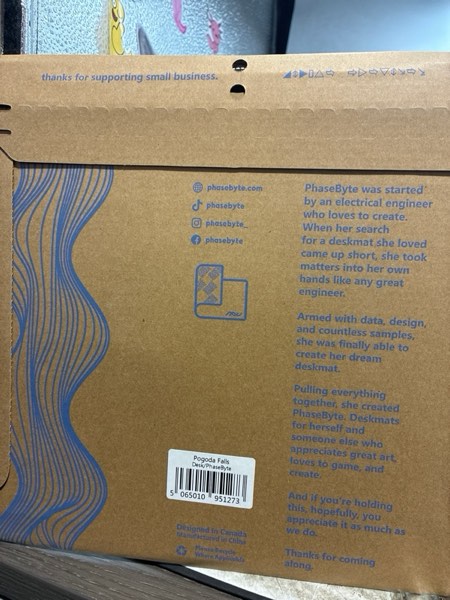 thanks for supporting small business.
phasebyte.com
phasebyte
phasebyte_
phasebyte
PhaseByte was started
by an electrical engineer
who loves to create.
When her search
for a deskmat she loved
came up short, she took
matters into her own
hands like any great
engineer.
Armed with data, design,
and countless samples,
she was finally able to
create her dream
deskmat.
Pulling everything
together, she created
PhaseByte. Deskmats
for herself and
someone else who
appreciates great art,
loves to game, and
create.
And if you're holding
this, hopefully, you
appreciate it as much as
we do.
Thanks for coming
along.
Pogoda Falls
Desk/PhaseByte
5 065010 951273
Designed in Canada
Manufactured in China
Please Recycle
Where Applicable